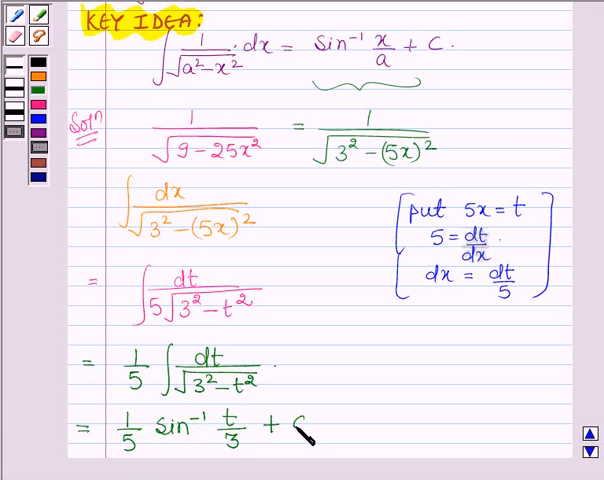 KEY IDEA:
∫ 1/√(a²−x²) · dx = sin⁻¹ x/a + C.
Solⁿ 1/√(9−25x²) = 1/√(3²−(5x)²)
∫ dx/√(3²−(5x)²)
[put 5x = t
5 = dt/dx.
dx = dt/5]
= ∫ dt/(5√(3²−t²))
= 1/5 ∫ dt/√(3²−t²).
= 1/5 sin⁻¹ t/3 + C